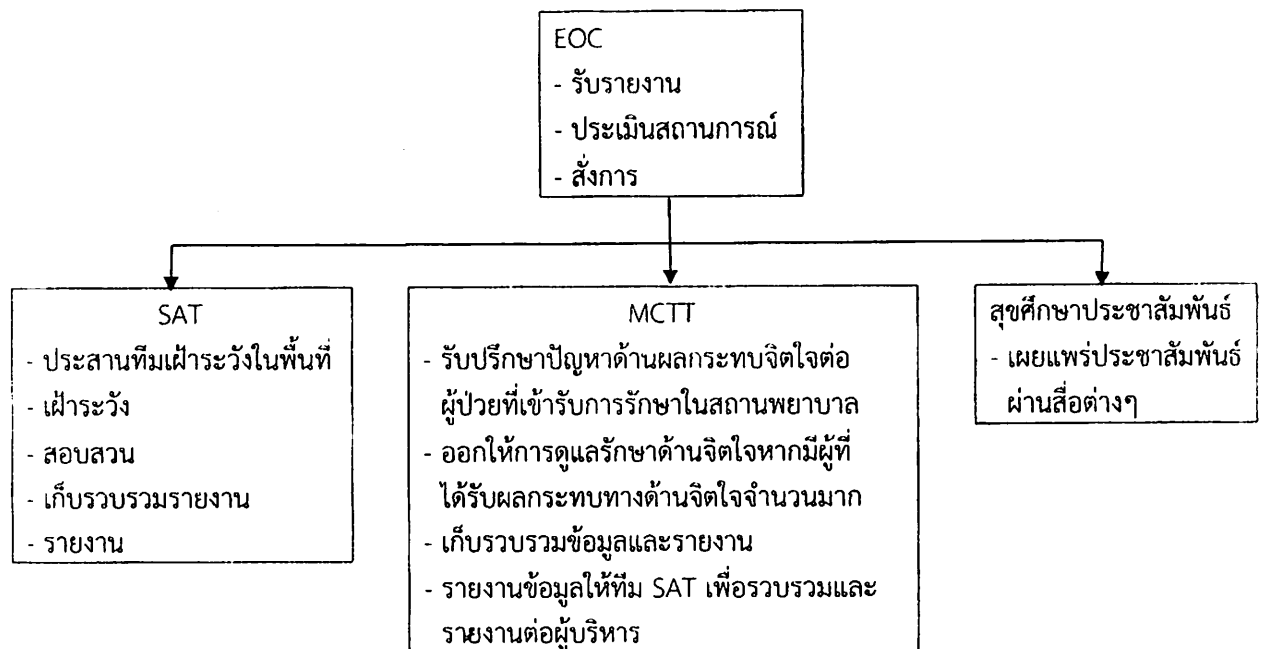 EOC
- รับรายงาน
- ประเมินสถานการณ์
- สั่งการ
SAT
- ประสานทีมเฝ้าระวังในพื้นที่
- เฝ้าระวัง
- สอบสวน
- เก็บรวบรวมรายงาน
- รายงาน
MCTT
- รับปรึกษาปัญหาด้านผลกระทบจิตใจต่อ
ผู้ป่วยที่เข้ารับการรักษาในสถานพยาบาล
- ออกให้การดูแลรักษาด้านจิตใจหากมีผู้ที่
ได้รับผลกระทบทางด้านจิตใจจำนวนมาก
- เก็บรวบรวมข้อมูลและรายงาน
- รายงานข้อมูลให้ทีม SAT เพื่อรวบรวมและ
รายงานต่อผู้บริหาร
สุขศึกษาประชาสัมพันธ์
- เผยแพร่ประชาสัมพันธ์
ผ่านสื่อต่างๆ